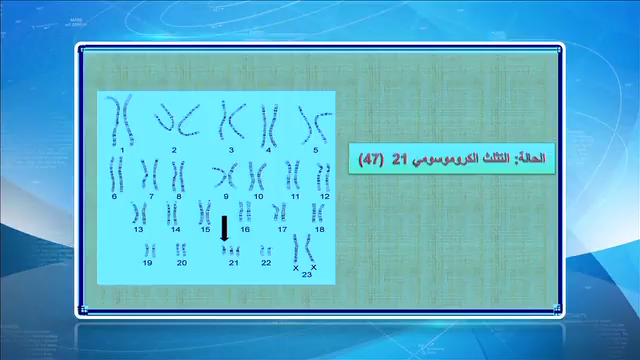 الحالة: التثلث الكروموسومي 21 (47)
1 2 3 4 5
6 7 8 9 10 11 12
13 14 15 16 17 18
19 20 21 22 X X
23